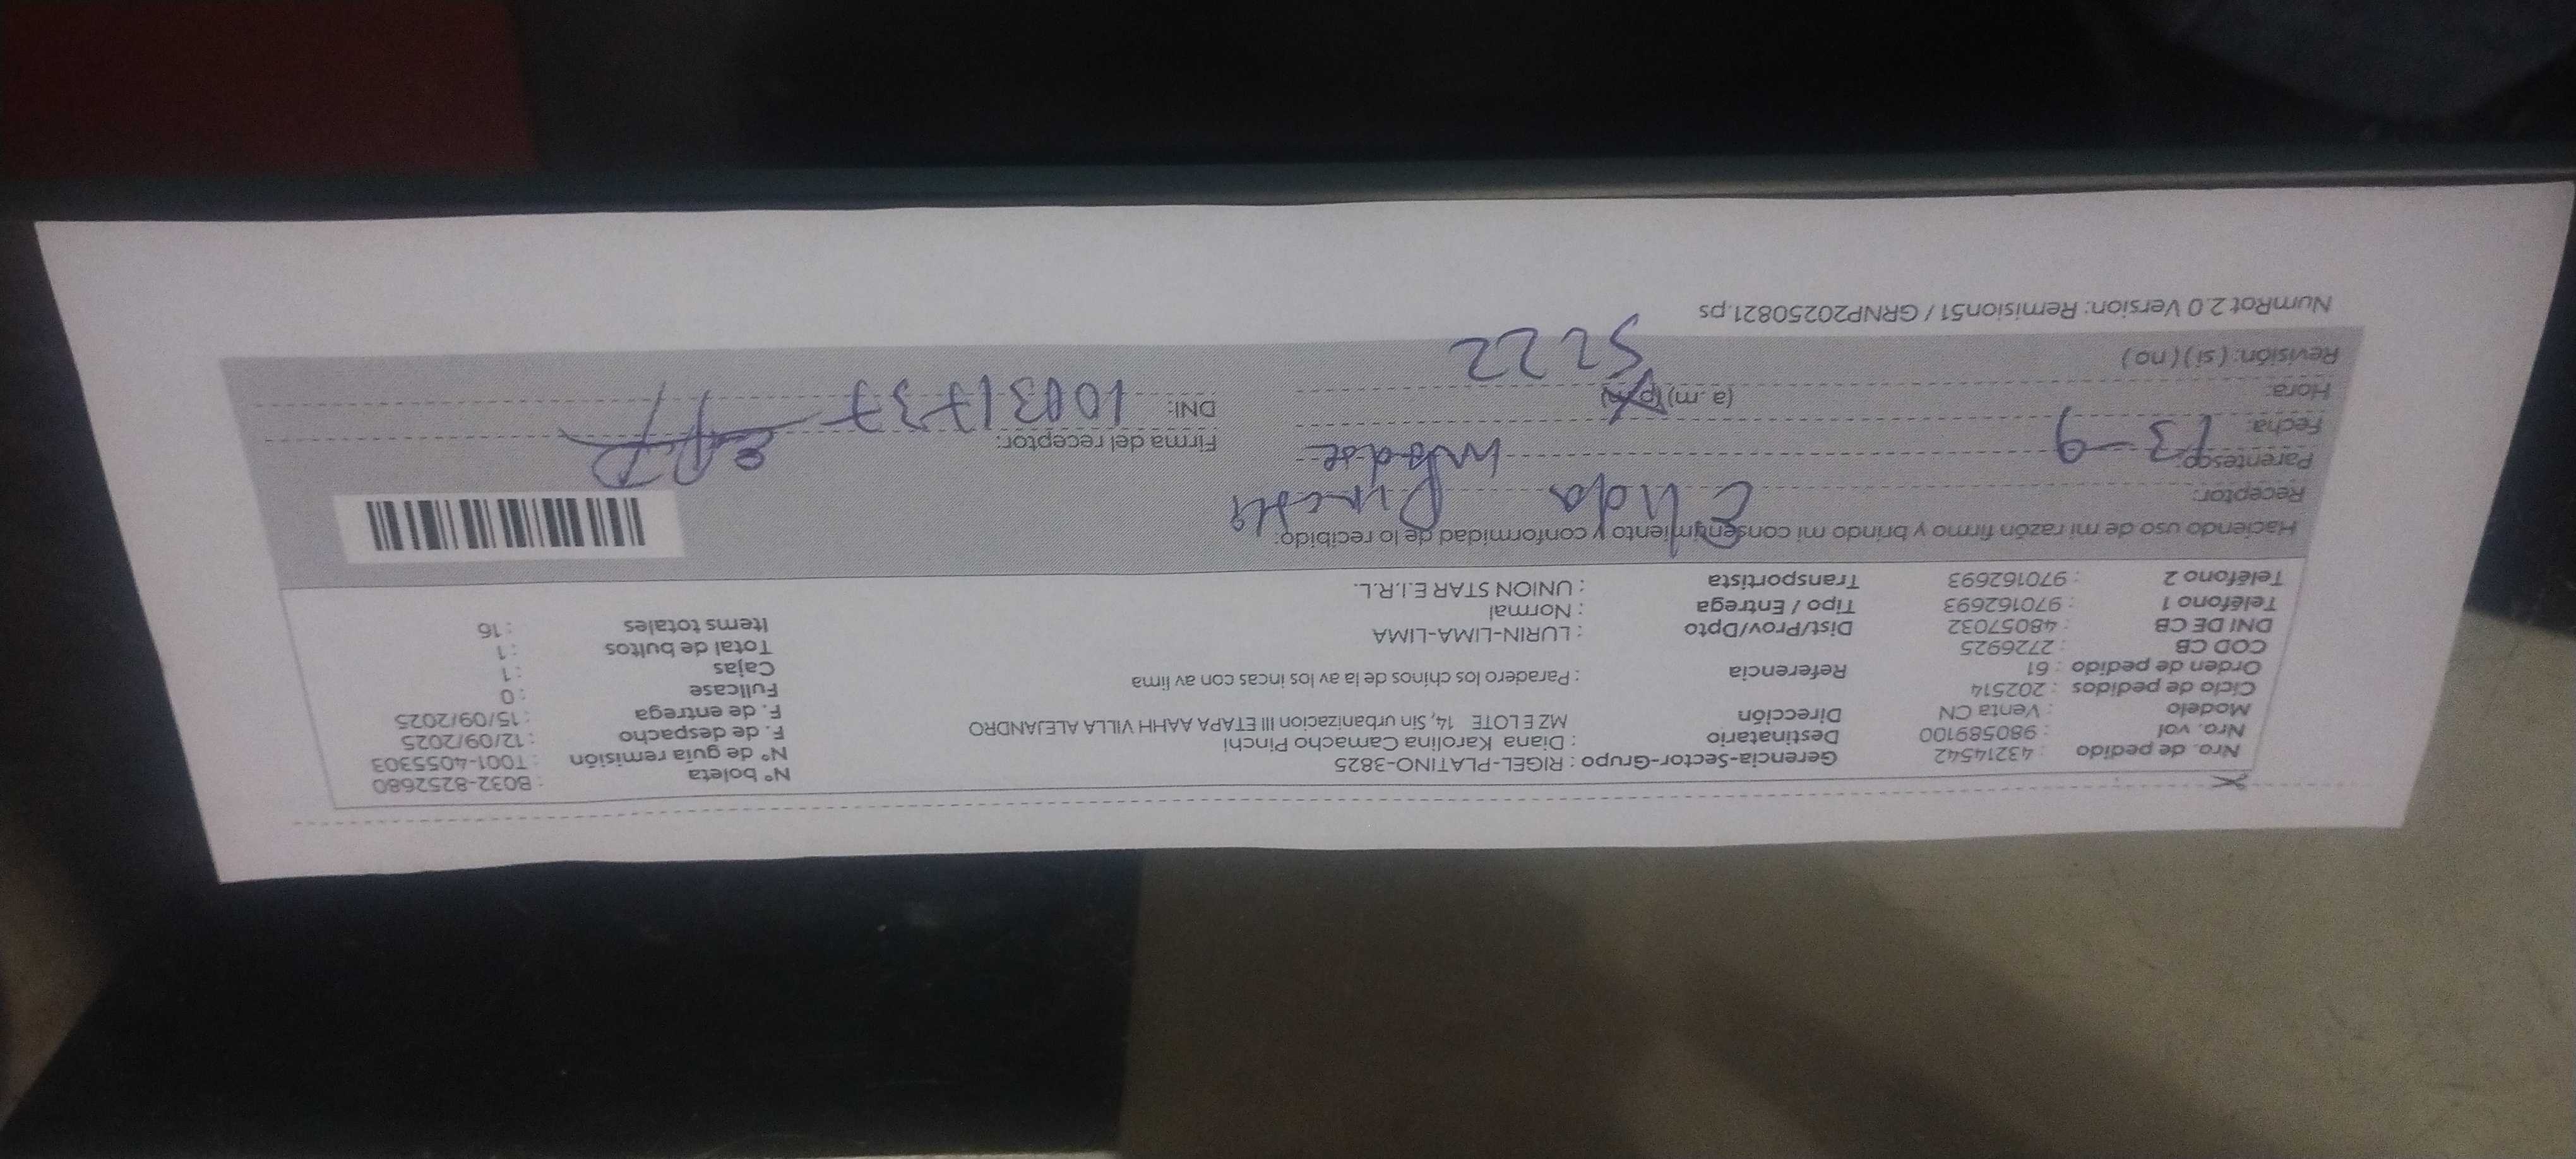 Nro. de pedido : 43214542 Gerencia-Sector-Grupo : RIGEL-PLATINO-3825 N° boleta : B032-8252680
Nro. vol : 980589100 Destinatario : Diana Karolina Camacho Pinchi N° de guía remisión : T001-4055303
Modelo : Venta CN Dirección MZ E LOTE 14, Sin urbanizacion III ETAPA AAHH VILLA ALEJANDRO F. de despacho : 12/09/2025
Ciclo de pedidos : 202514 F. de entrega : 15/09/2025
Orden de pedido : 61 Referencia : Paradero los chinos de la av los incas con av lima Fullcase : 0
COD CB : 2726925 Cajas : 1
DNI DE CB : 48057032 Dist/Prov/Dpto : LURIN-LIMA-LIMA Total de bultos : 1
Teléfono 1 : 970162693 Tipo / Entrega : Normal Items totales : 16
Teléfono 2 : 970162693 Transportista : UNION STAR E.I.R.L.
Haciendo uso de mi razón firmo y brindo mi consentimiento y conformidad de lo recibido:
Receptor: Elida
Parentesco:
Fecha: 13-9 Firma del receptor:
Hora: (a.m) (p.m) DNI:
Revisión: (si) (no) 5222
NumRot 2.0 Version: Remision51 / GRNP20250821.ps